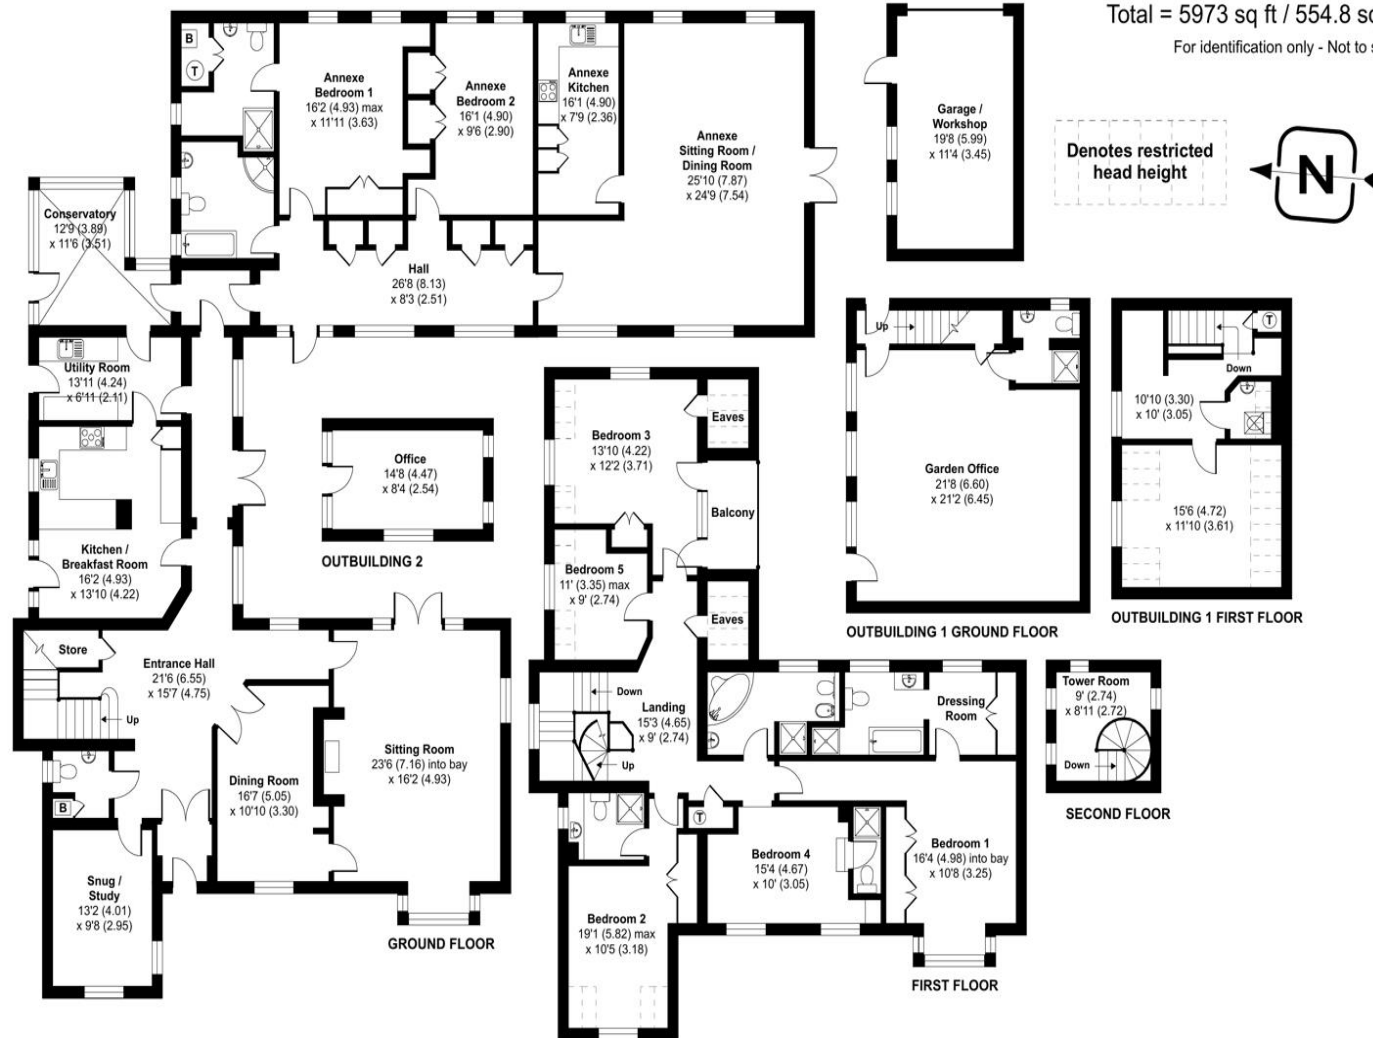 Total = 5973 sq ft / 554.8 sq
For identification only - Not to s
Denotes restricted
head height
N
B
T
Annexe
Bedroom 1
16'2 (4.93) max
x 11'11 (3.63)
Annexe
Bedroom 2
16'1 (4.90)
x 9'6 (2.90)
Annexe
Kitchen
16'1 (4.90)
x 7'9 (2.36)
Annexe
Sitting Room /
Dining Room
25'10 (7.87)
x 24'9 (7.54)
Garage /
Workshop
19'8 (5.99)
x 11'4 (3.45)
Conservatory
12'9 (3.89)
x 11'6 (3.51)
Hall
26'8 (8.13)
x 8'3 (2.51)
Utility Room
13'11 (4.24)
x 6'11 (2.11)
Kitchen /
Breakfast Room
16'2 (4.93)
x 13'10 (4.22)
Office
14'8 (4.47)
x 8'4 (2.54)
OUTBUILDING 2
Bedroom 3
13'10 (4.22)
x 12'2 (3.71)
Eaves
Balcony
Bedroom 5
11' (3.35) max
x 9' (2.74)
Eaves
Up
Garden Office
21'8 (6.60)
x 21'2 (6.45)
OUTBUILDING 1 GROUND FLOOR
T
Down
10'10 (3.30)
x 10' (3.05)
15'6 (4.72)
x 11'10 (3.61)
OUTBUILDING 1 FIRST FLOOR
Store
Entrance Hall
21'6 (6.55)
x 15'7 (4.75)
Up
B
Dining Room
16'7 (5.05)
x 10'10 (3.30)
Sitting Room
23'6 (7.16) into bay
x 16'2 (4.93)
Snug /
Study
13'2 (4.01)
x 9'8 (2.95)
GROUND FLOOR
Down
Landing
15'3 (4.65)
x 9' (2.74)
Up
Dressing
Room
T
Bedroom 4
15'4 (4.67)
x 10' (3.05)
Bedroom 1
16'4 (4.98) into bay
x 10'8 (3.25)
Bedroom 2
19'1 (5.82) max
x 10'5 (3.18)
FIRST FLOOR
Tower Room
9' (2.74)
x 8'11 (2.72)
Down
SECOND FLOOR